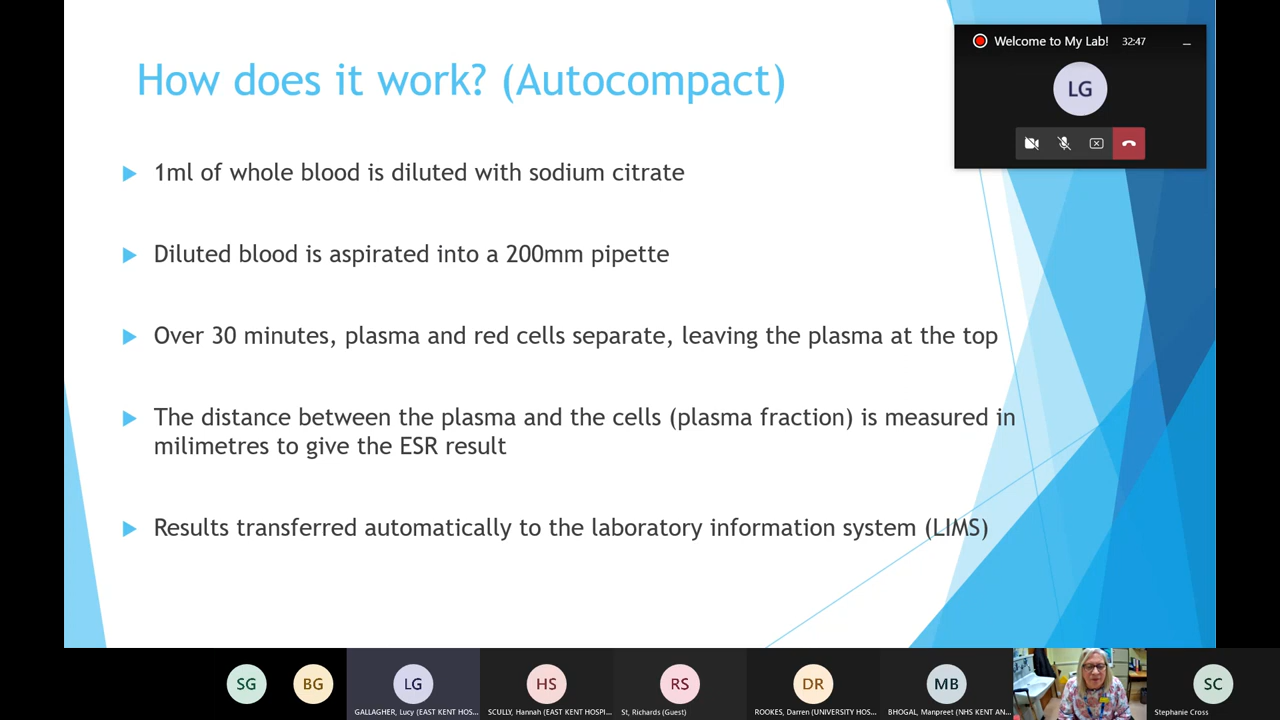 How does it work? (Autocompact)
Welcome to My Lab! 32:47
LG
1ml of whole blood is diluted with sodium citrate
Diluted blood is aspirated into a 200mm pipette
Over 30 minutes, plasma and red cells separate, leaving the plasma at the top
The distance between the plasma and the cells (plasma fraction) is measured in
milimetres to give the ESR result
Results transferred automatically to the laboratory information system (LIMS)
SG
BG
LG
GALLAGHER, Lucy (EAST KENT HOS...
HS
SCULLY, Hannah (EAST KENT HOSPI...
RS
St, Richards (Guest)
DR
ROOKES, Darren (UNIVERSITY HOS...
MB
BHOGAL, Manpreet (NHS KENT AN...
SC
Stephanie Cross